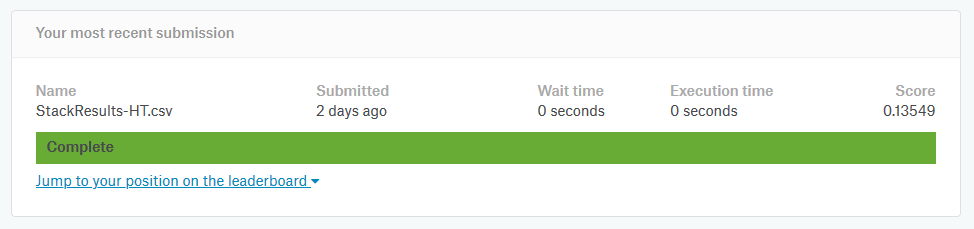 Your most recent submission
Name Submitted Wait time Execution time Score
StackResults-HT.csv 2 days ago 0 seconds 0 seconds 0.13549
Complete
Jump to your position on the leaderboard